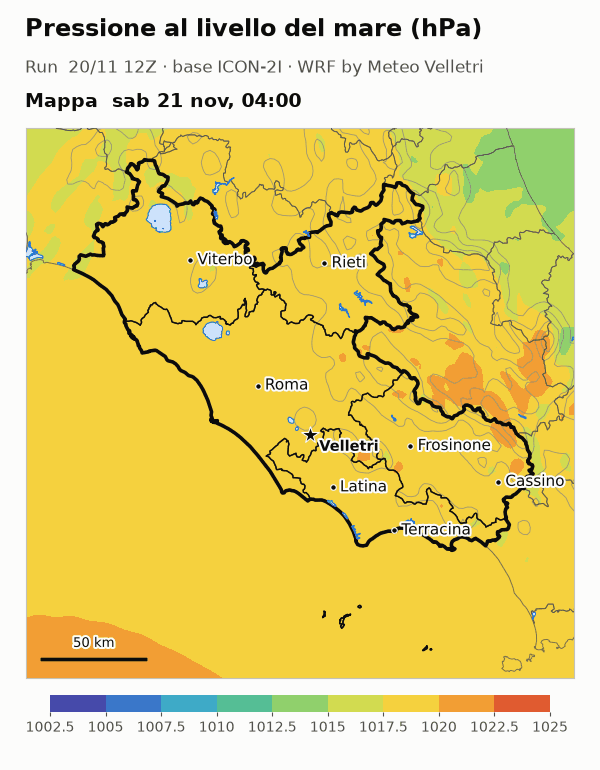 Pressione al livello del mare (hPa)
Run  20/11 12Z · base ICON-2I · WRF by Meteo Velletri
Mappa  sab 21 nov, 04:00
Viterbo
Rieti
Roma
Velletri
Frosinone
Cassino
Latina
Terracina
50 km
1002.5 1005 1007.5 1010 1012.5 1015 1017.5 1020 1022.5 1025